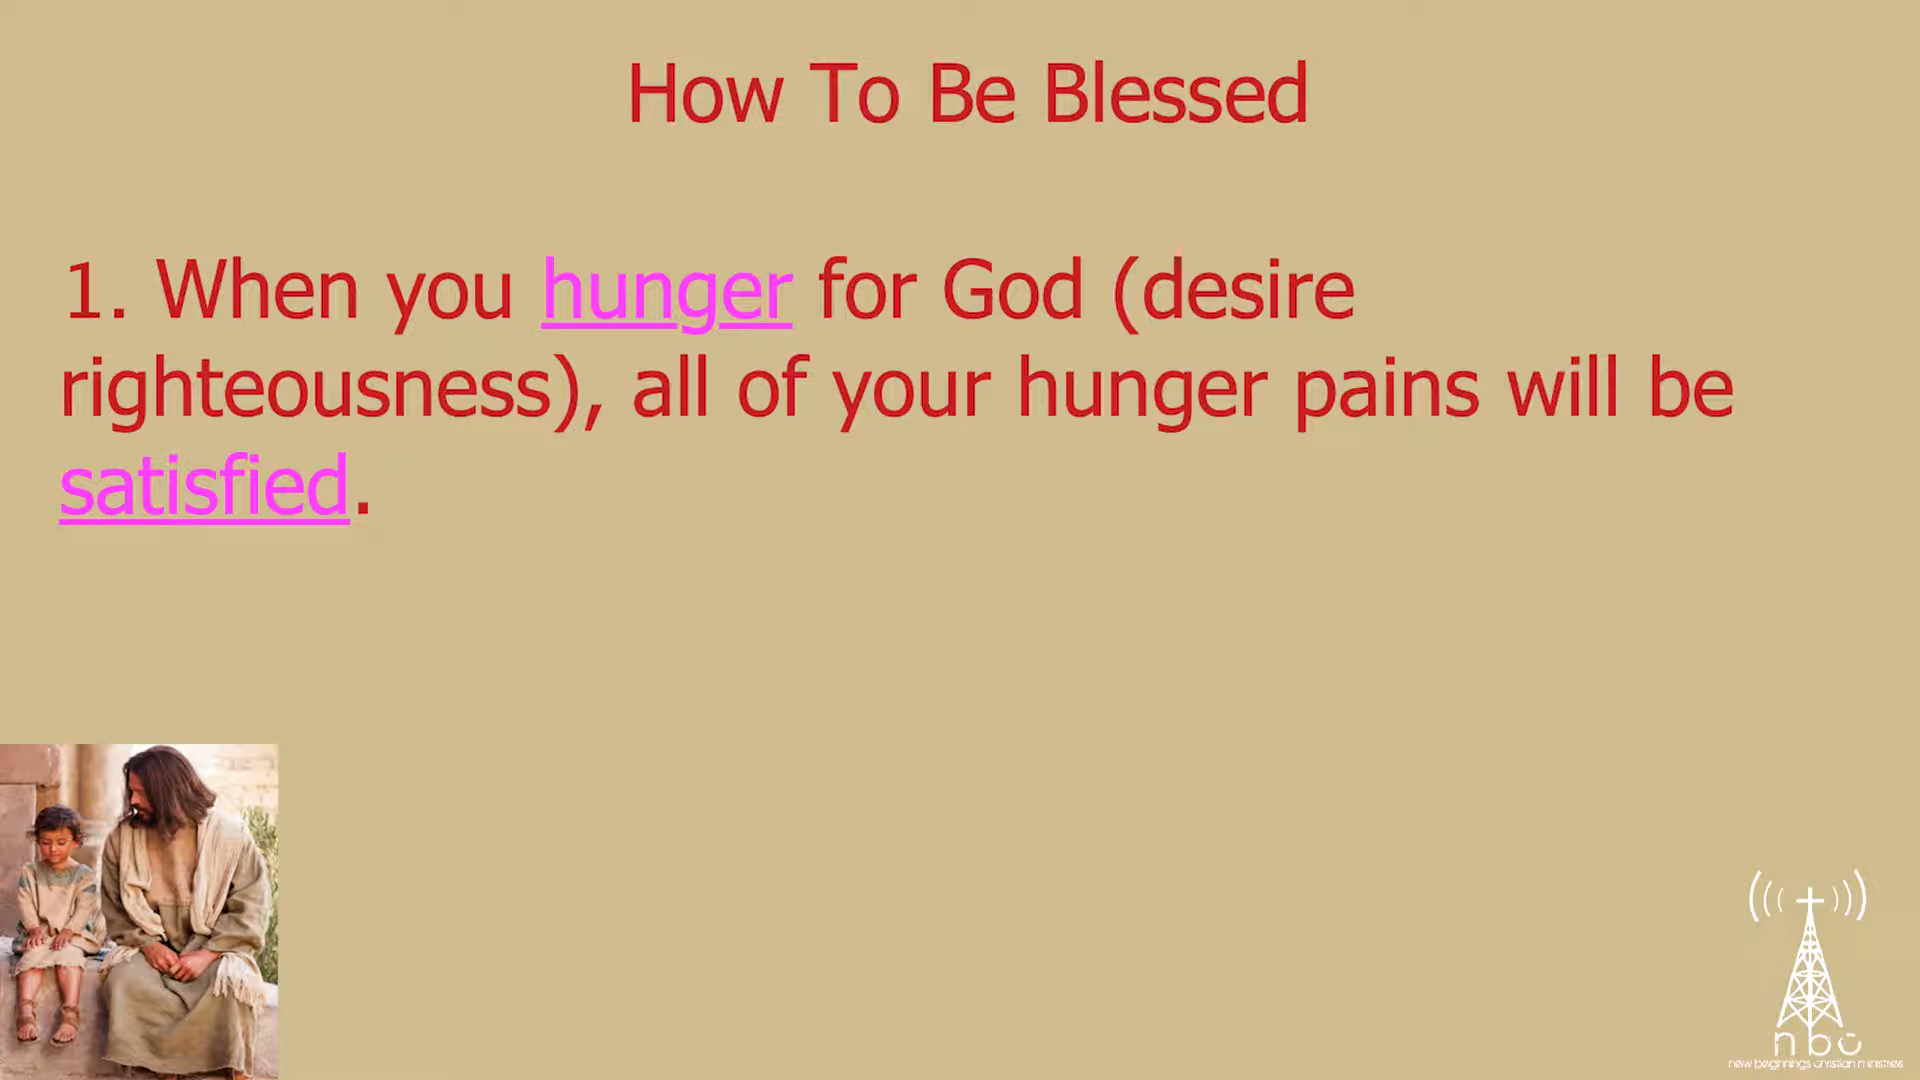 How To Be Blessed
1. When you hunger for God (desire
righteousness), all of your hunger pains will be
satisfied.
nbc
new beginnings christian ministries